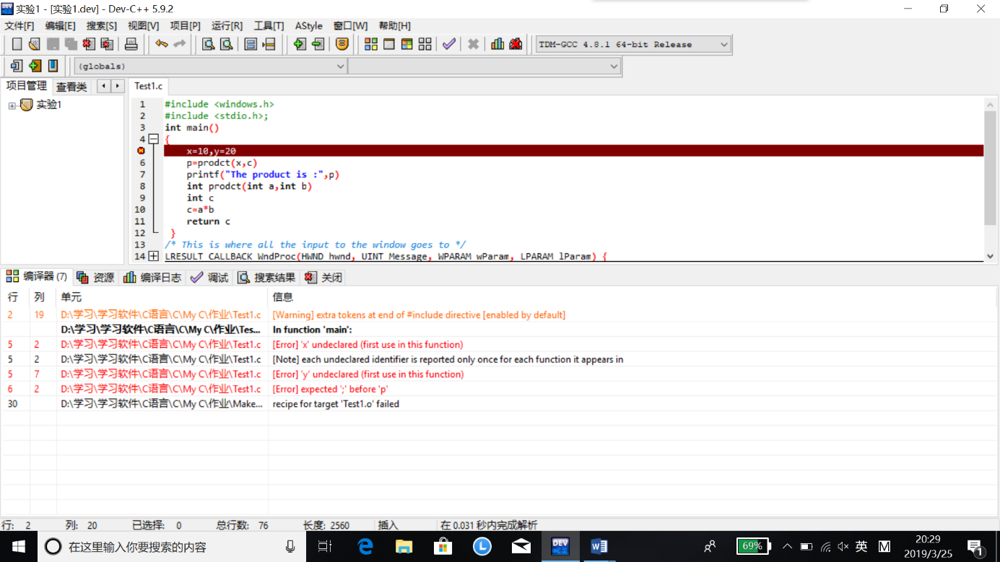 实验1 - [实验1.dev] - Dev-C++ 5.9.2
文件[F] 编辑[E] 搜索[S] 视图[V] 项目[P] 运行[R] 工具[T] AStyle 窗口[W] 帮助[H]
TDM-GCC 4.8.1 64-bit Release
(globals)
项目管理 查看类
实验1
Test1.c
1 #include <windows.h>
2 #include <stdio.h>;
3 int main()
4 {
x=10,y=20
6 p=prodct(x,c)
7 printf("The product is :",p)
8 int prodct(int a,int b)
9 int c
10 c=a*b
11 return c
12 }
13 /* This is where all the input to the window goes to */
14 LRESULT CALLBACK WndProc(HWND hwnd, UINT Message, WPARAM wParam, LPARAM lParam) {
编译器 (7) 资源 编译日志 调试 搜索结果 关闭
行 列 单元 信息
2 19 D:\学习\学习软件\C语言\C\My C\作业\Test1.c [Warning] extra tokens at end of #include directive [enabled by default]
D:\学习\学习软件\C语言\C\My C\作业\Tes... In function 'main':
5 2 D:\学习\学习软件\C语言\C\My C\作业\Test1.c [Error] 'x' undeclared (first use in this function)
5 2 D:\学习\学习软件\C语言\C\My C\作业\Test1.c [Note] each undeclared identifier is reported only once for each function it appears in
5 7 D:\学习\学习软件\C语言\C\My C\作业\Test1.c [Error] 'y' undeclared (first use in this function)
6 2 D:\学习\学习软件\C语言\C\My C\作业\Test1.c [Error] expected ';' before 'p'
30 D:\学习\学习软件\C语言\C\My C\作业\Make... recipe for target 'Test1.o' failed
行: 2 列: 20 已选择: 0 总行数: 76 长度: 2560 插入 在 0.031 秒内完成解析
在这里输入你要搜索的内容
DEV
69%
英
M
20:29
2019/3/25
1